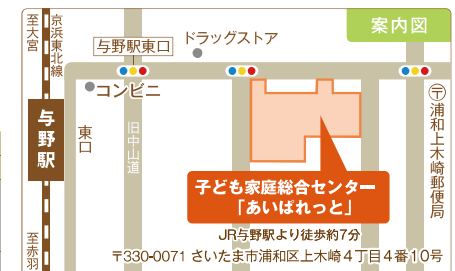 案内図
至大宮
京浜東北線
与野駅東口
ドラッグストア
コンビニ
与野駅
東口
旧中山道
〒浦和上木崎郵便局
子ども家庭総合センター
「あいぱれっと」
JR与野駅より徒歩約7分
至赤羽
〒330-0071 さいたま市浦和区上木崎4丁目4番10号